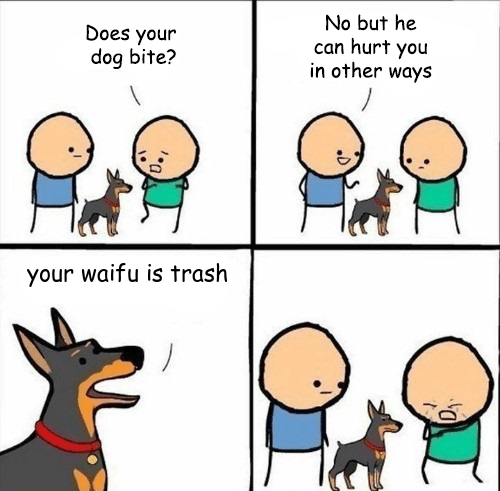 Does your
dog bite?
No but he
can hurt you
in other ways
your waifu is trash